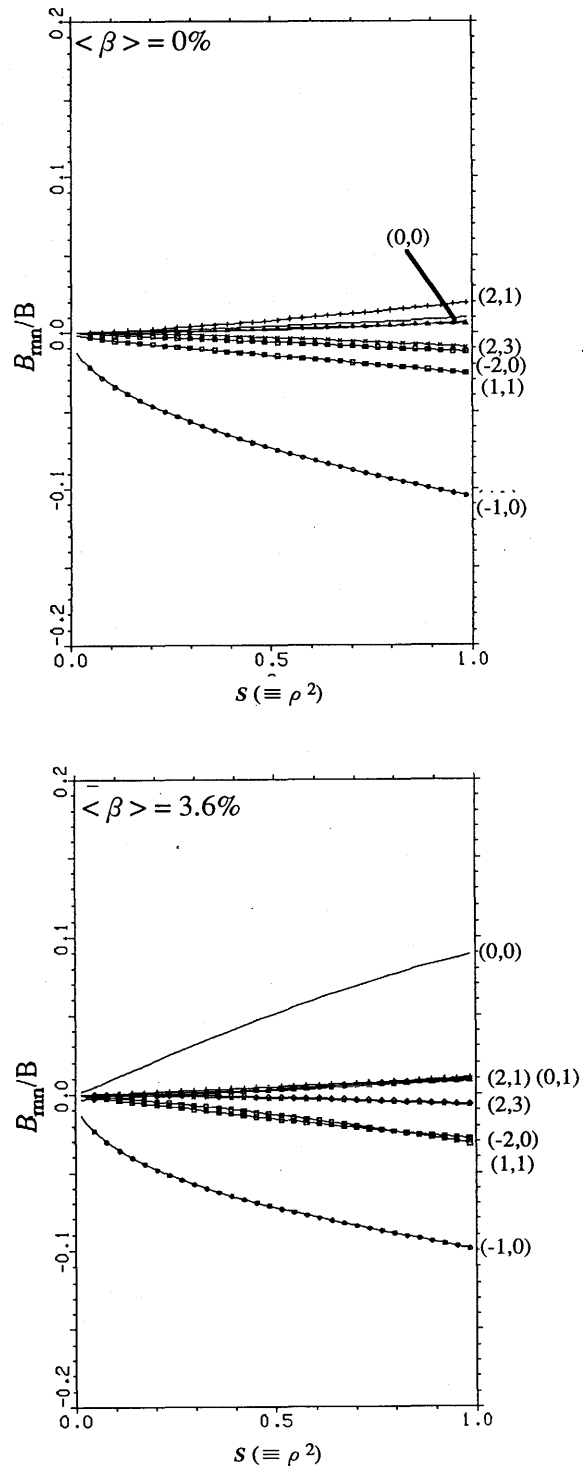 0.2
< β > = 0%
0.1
(0,0)
(2,1)
B_mn/B
0.0
(2,3)
(-2,0)
(1,1)
-0.1
(-1,0)
-0.2
0.0 0.5 1.0
s (≡ ρ²)
0.2
< β > = 3.6%
0.1
(0,0)
B_mn/B
0.0
(2,1) (0,1)
(2,3)
(-2,0)
(1,1)
-0.1
(-1,0)
-0.2
0.0 0.5 1.0
s (≡ ρ²)